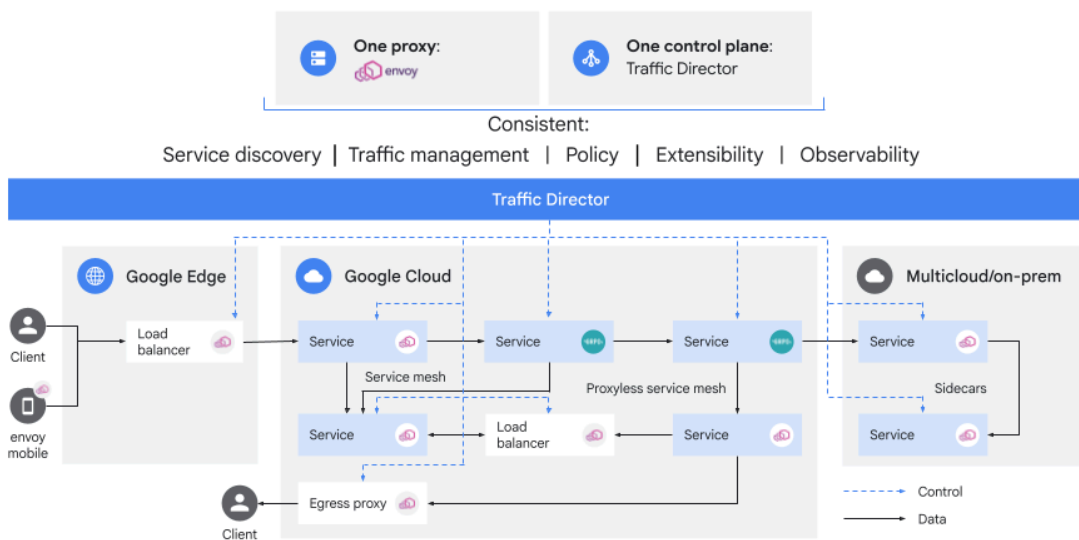 One proxy:
envoy
One control plane:
Traffic Director
Consistent:
Service discovery | Traffic management | Policy | Extensibility | Observability
Traffic Director
Google Edge
Google Cloud
Multicloud/on-prem
Client
Load
balancer
Service
Service
Service
Service
envoy
mobile
Service mesh
Proxyless service mesh
Sidecars
Service
Load
balancer
Service
Service
Egress proxy
Client
Control
Data